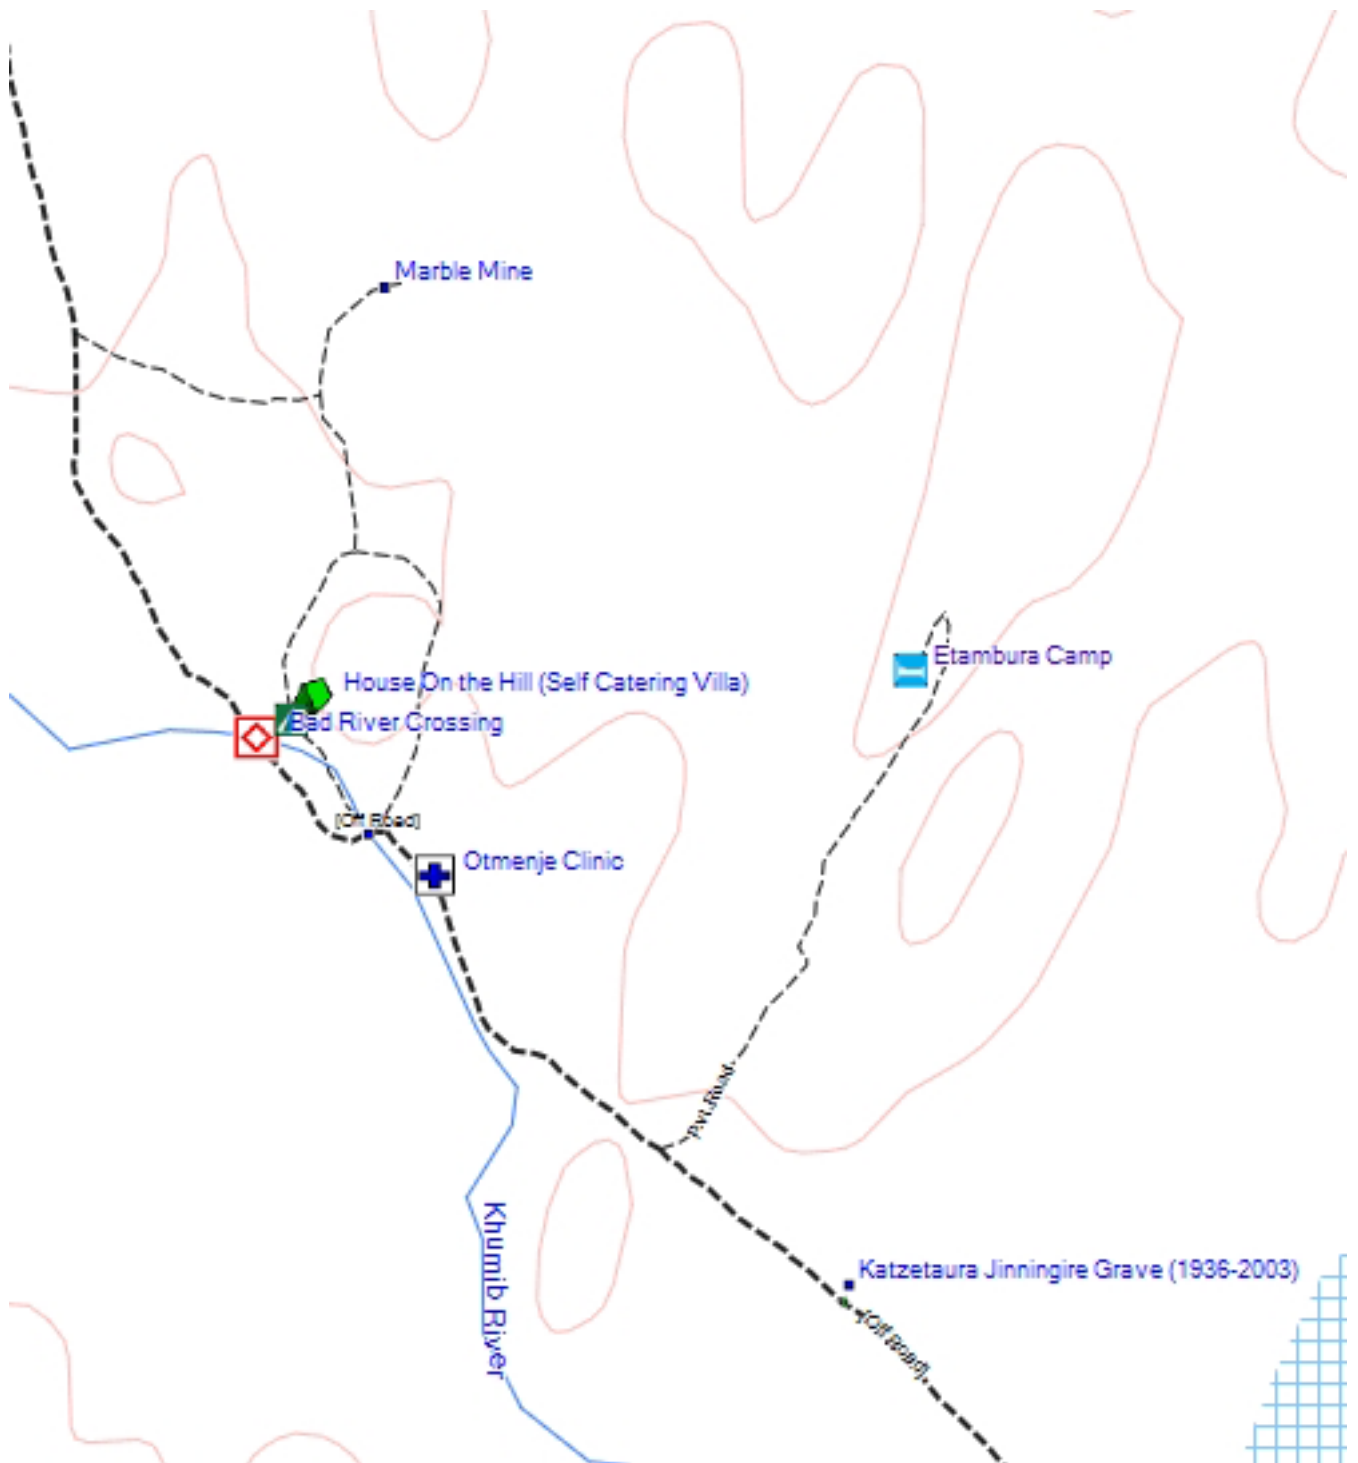 Marble Mine
Etambura Camp
House On the Hill (Self Catering Villa)
Bad River Crossing
[Off Road]
Otmenje Clinic
Pvt.Road
Khumib River
Katzetaura Jinningire Grave (1936-2003)
[Off Road]